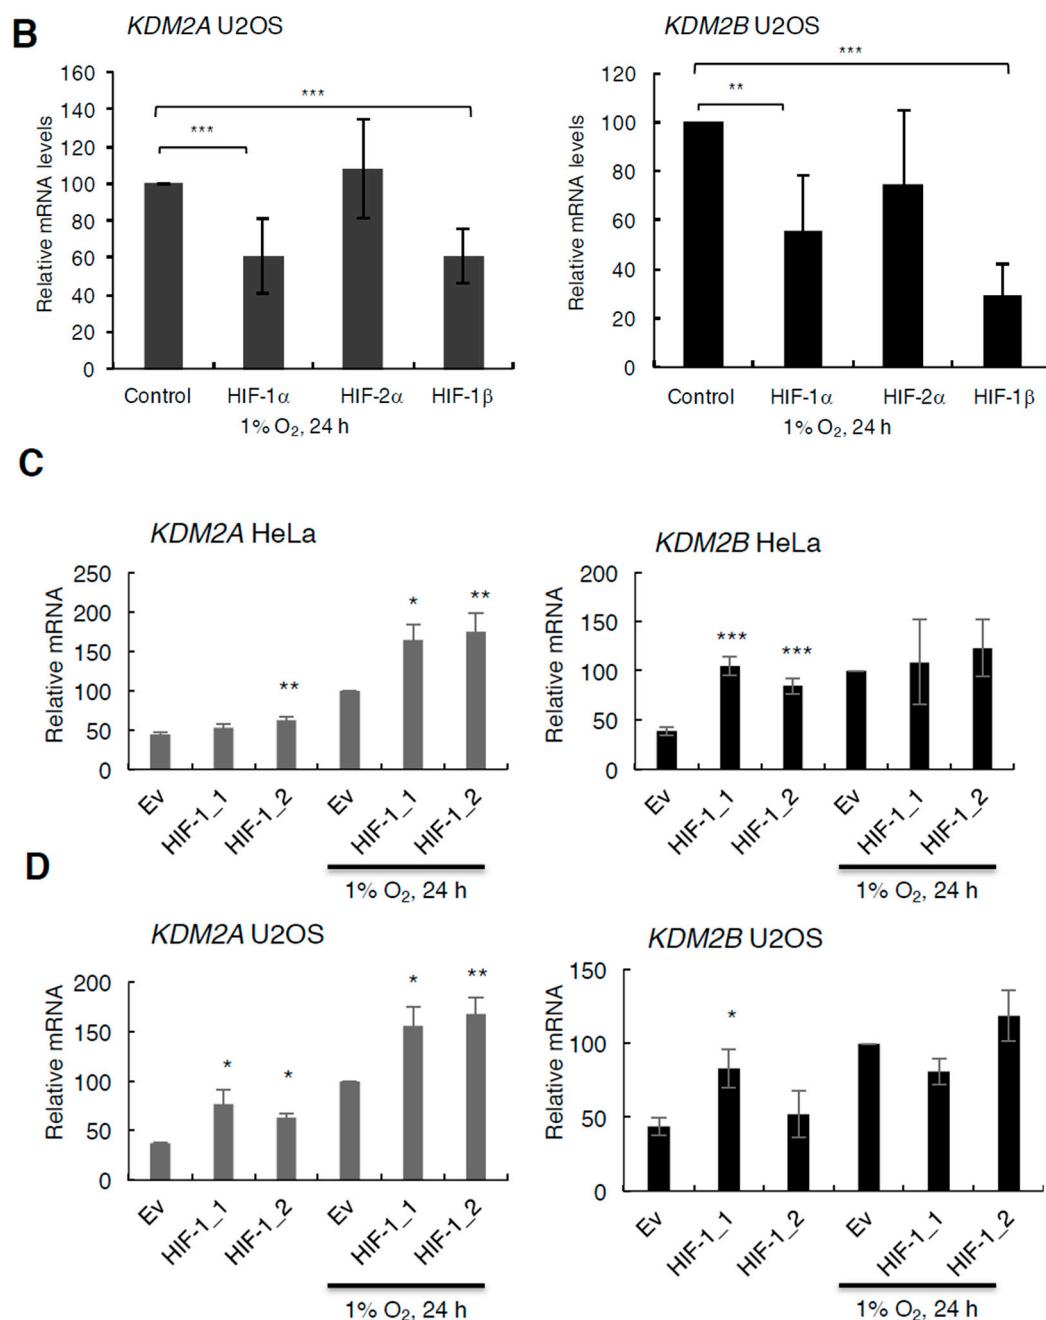 B
KDM2A U2OS
Relative mRNA levels
160
140
120
100
80
60
40
20
0
***
***
Control HIF-1α HIF-2α HIF-1β
1% O₂, 24 h
KDM2B U2OS
Relative mRNA levels
120
100
80
60
40
20
0
***
**
Control HIF-1α HIF-2α HIF-1β
1% O₂, 24 h
C
KDM2A HeLa
Relative mRNA
250
200
150
100
50
0
** * **
Ev HIF-1_1 HIF-1_2 Ev HIF-1_1 HIF-1_2
1% O₂, 24 h
KDM2B HeLa
Relative mRNA
200
150
100
50
0
*** ***
Ev HIF-1_1 HIF-1_2 Ev HIF-1_1 HIF-1_2
1% O₂, 24 h
D
KDM2A U2OS
Relative mRNA
200
150
100
50
0
* * * **
Ev HIF-1_1 HIF-1_2 Ev HIF-1_1 HIF-1_2
1% O₂, 24 h
KDM2B U2OS
Relative mRNA
150
100
50
0
*
Ev HIF-1_1 HIF-1_2 Ev HIF-1_1 HIF-1_2
1% O₂, 24 h